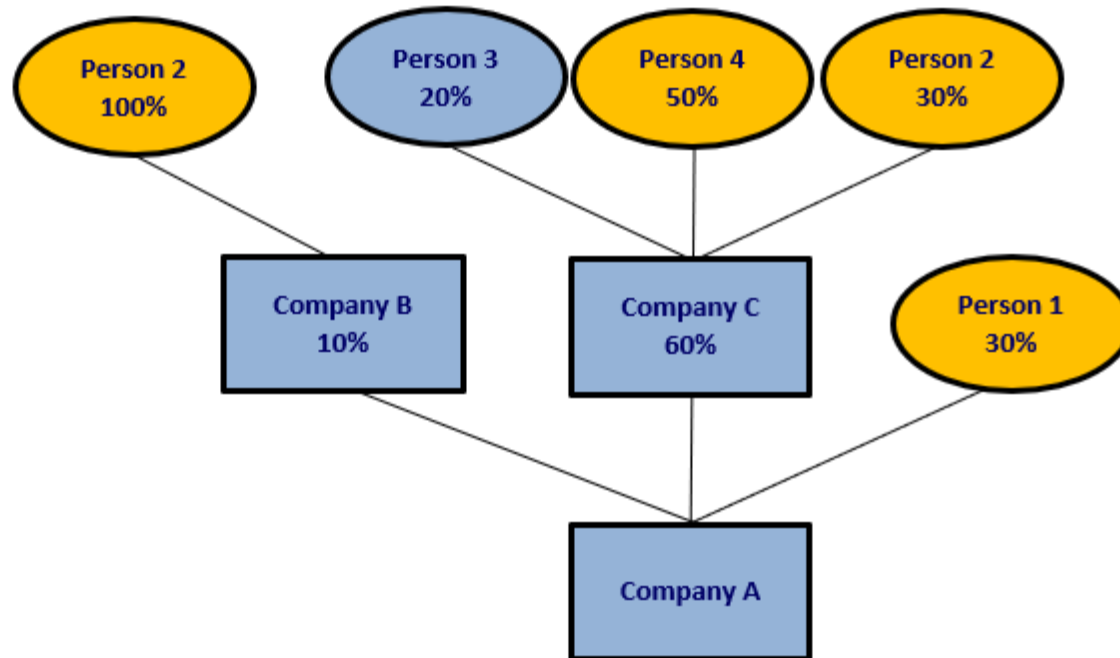 Person 2
100%
Person 3
20%
Person 4
50%
Person 2
30%
Company B
10%
Company C
60%
Person 1
30%
Company A